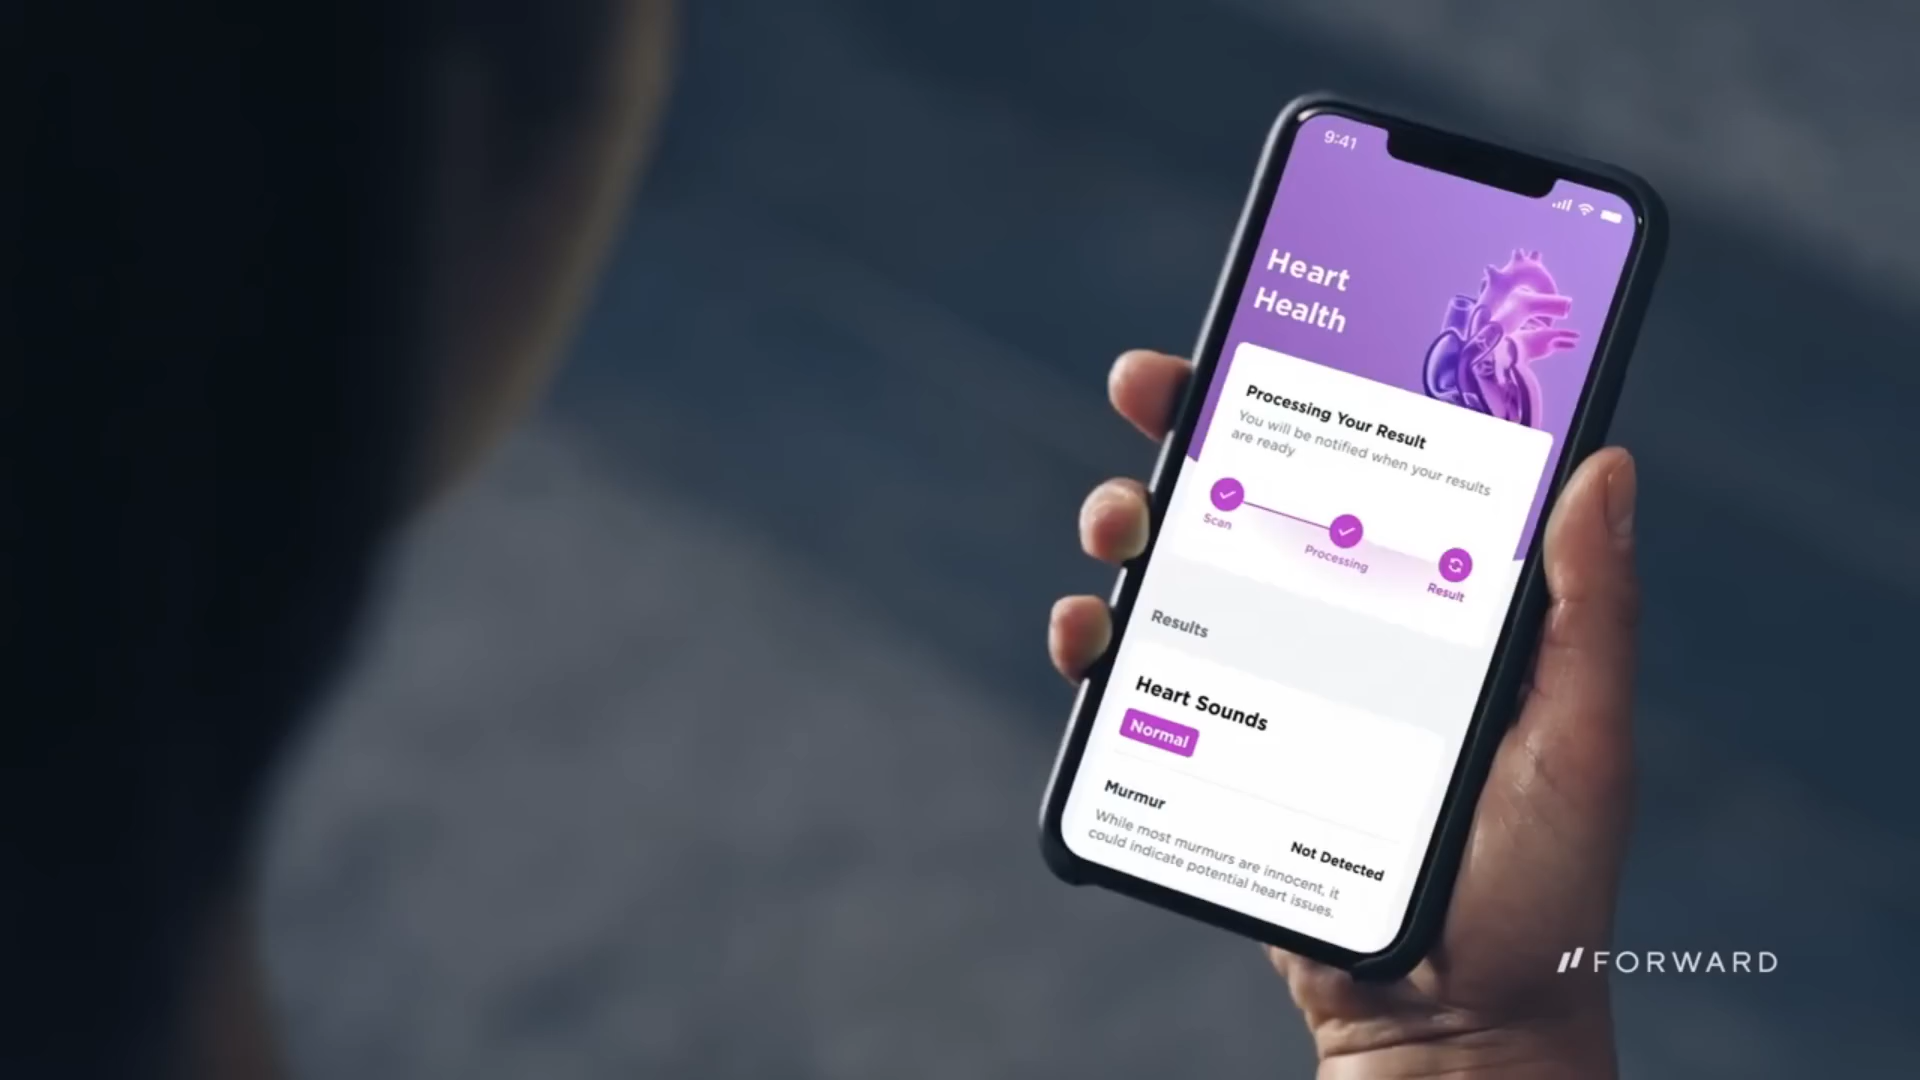 9:41
Heart
Health
Processing Your Result
You will be notified when your results
are ready
Scan
Processing
Result
Results
Heart Sounds
Normal
Murmur
While most murmurs are innocent, it
could indicate potential heart issues.
Not Detected
FORWARD